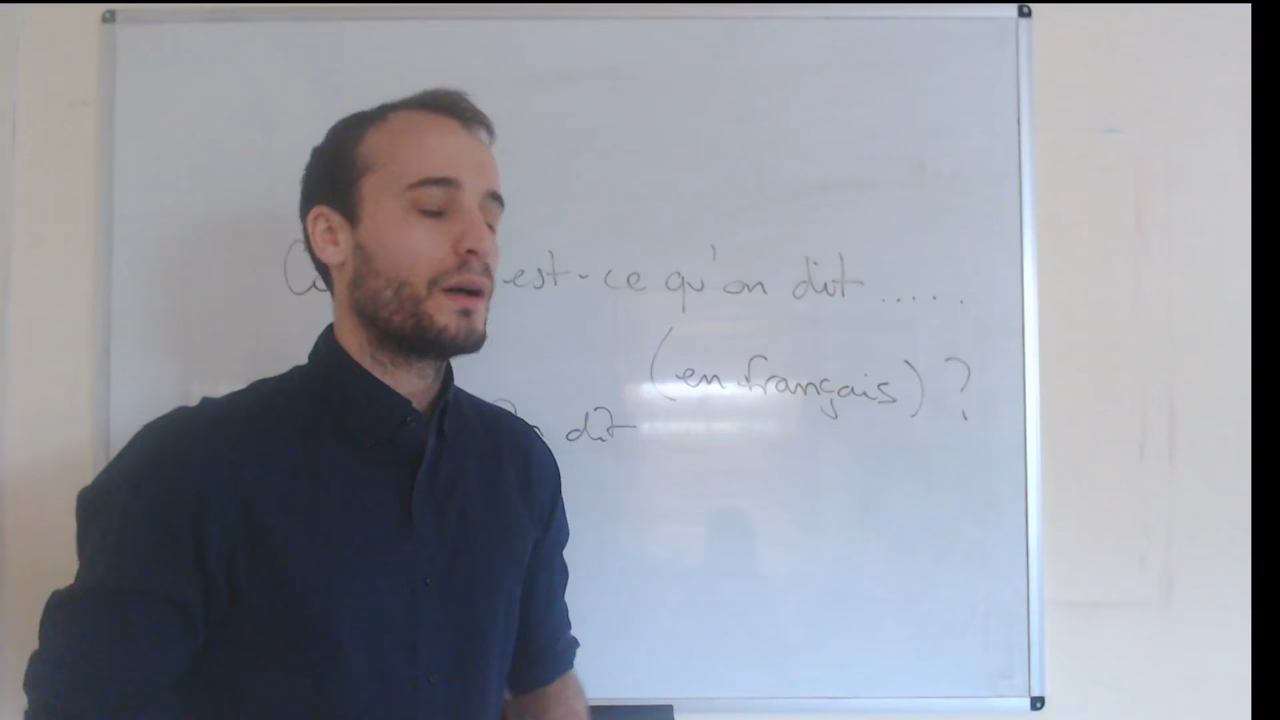 est-ce qu'on dit .....
(en français) ?
dit